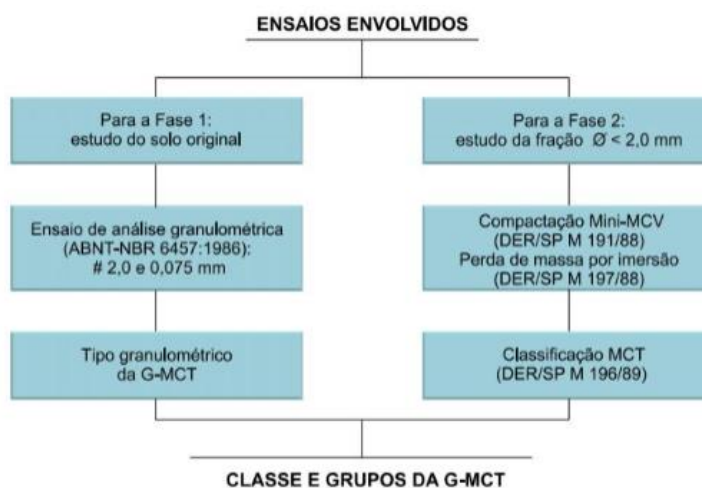 ENSAIOS ENVOLVIDOS
Para a Fase 1:
estudo do solo original
Para a Fase 2:
estudo da fração Ø < 2,0 mm
Ensaio de análise granulométrica
(ABNT-NBR 6457:1986):
# 2,0 e 0,075 mm
Compactação Mini-MCV
(DER/SP M 191/88)
Perda de massa por imersão
(DER/SP M 197/88)
Tipo granulométrico
da G-MCT
Classificação MCT
(DER/SP M 196/89)
CLASSE E GRUPOS DA G-MCT